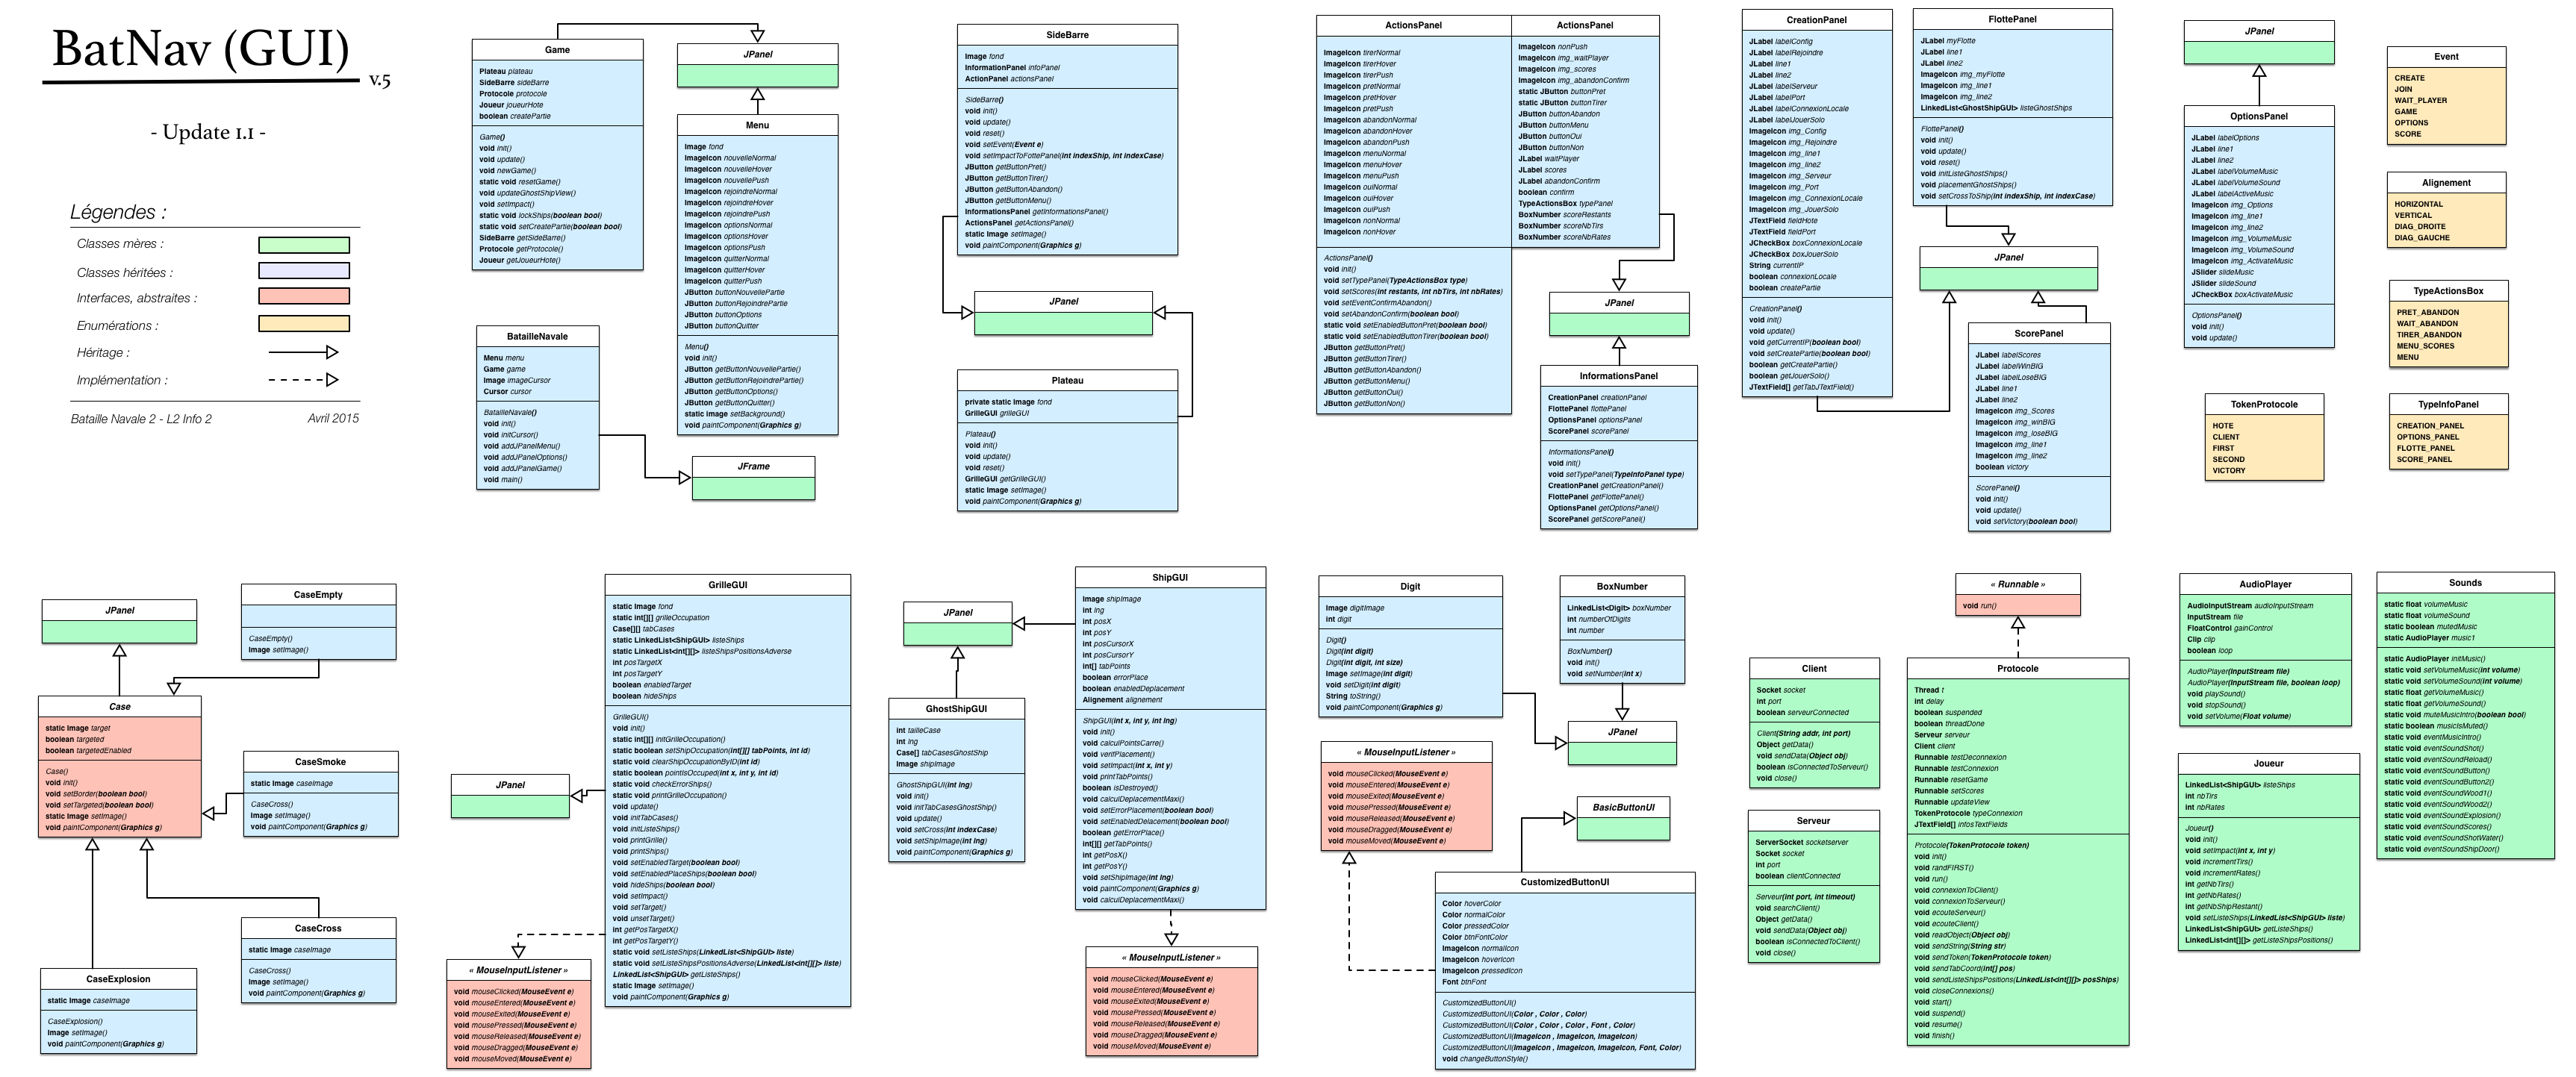 BatNav (GUI)
v.5
- Update 1.1 -
Légendes :
Classes mères :
Classes héritées :
Interfaces, abstraites :
Enumérations :
Héritage :
Implémentation :
Bataille Navale 2 - L2 Info 2
Avril 2015
Game
Plateau plateau
SideBarre sideBarre
Protocole protocole
Joueur joueurHote
boolean createPartie
Game()
void init()
void update()
void newGame()
static void resetGame()
void updateGhostShipView()
void setImpact()
static void lockShips(boolean bool)
static void setCreatePartie(boolean bool)
SideBarre getSideBarre()
Protocole getProtocole()
Joueur getJoueurHote()
JPanel
Menu
Image fond
ImageIcon nouvelleNormal
ImageIcon nouvelleHover
ImageIcon nouvellePush
ImageIcon rejoindreNormal
ImageIcon rejoindreHover
ImageIcon rejoindrePush
ImageIcon optionsNormal
ImageIcon optionsHover
ImageIcon optionsPush
ImageIcon quitterNormal
ImageIcon quitterHover
ImageIcon quitterPush
JButton buttonNouvellePartie
JButton buttonRejoindrePartie
JButton buttonOptions
JButton buttonQuitter
Menu()
void init()
JButton getButtonNouvellePartie()
JButton getButtonRejoindrePartie()
JButton getButtonOptions()
JButton getButtonQuitter()
static image setBackground()
void paintComponent(Graphics g)
BatailleNavale
Menu menu
Game game
Image imageCursor
Cursor cursor
BatailleNavale()
void init()
void initCursor()
void addJPanelMenu()
void addJPanelOptions()
void addJPanelGame()
void main()
JFrame
SideBarre
Image fond
InformationPanel infoPanel
ActionPanel actionsPanel
SideBarre()
void init()
void update()
void reset()
void setEvent(Event e)
void setImpactToFottePanel(int indexShip, int indexCase)
JButton getButtonPret()
JButton getButtonTirer()
JButton getButtonAbandon()
JButton getButtonMenu()
InformationsPanel getInformationsPanel()
ActionsPanel getActionsPanel()
static Image setImage()
void paintComponent(Graphics g)
JPanel
Plateau
private static Image fond
GrilleGUI grilleGUI
Plateau()
void init()
void update()
void reset()
GrilleGUI getGrilleGUI()
static Image setImage()
void paintComponent(Graphics g)
ActionsPanel
ImageIcon tirerNormal
ImageIcon tirerHover
ImageIcon tirerPush
ImageIcon pretNormal
ImageIcon pretHover
ImageIcon pretPush
ImageIcon abandonNormal
ImageIcon abandonHover
ImageIcon abandonPush
ImageIcon menuNormal
ImageIcon menuHover
ImageIcon menuPush
ImageIcon ouiNormal
ImageIcon ouiHover
ImageIcon ouiPush
ImageIcon nonNormal
ImageIcon nonHover
ActionsPanel()
void init()
void setTypePanel(TypeActionsBox type)
void setScores(int restants, int nbTirs, int nbRates)
void setEventConfirmAbandon()
void setAbandonConfirm(boolean bool)
static void setEnabledButtonPret(boolean bool)
static void setEnabledButtonTirer(boolean bool)
JButton getButtonPret()
JButton getButtonTirer()
JButton getButtonAbandon()
JButton getButtonMenu()
JButton getButtonOui()
JButton getButtonNon()
ActionsPanel
ImageIcon nonPush
ImageIcon img_waitPlayer
ImageIcon img_scores
ImageIcon img_abandonConfirm
static JButton buttonPret
static JButton buttonTirer
JButton buttonAbandon
JButton buttonMenu
JButton buttonOui
JButton buttonNon
JLabel waitPlayer
JLabel scores
JLabel abandonConfirm
boolean confirm
TypeActionsBox typePanel
BoxNumber scoreRestants
BoxNumber scoreNbTirs
BoxNumber scoreNbRates
JPanel
InformationsPanel
CreationPanel creationPanel
FlottePanel flottePanel
OptionsPanel optionsPanel
ScorePanel scorePanel
InformationsPanel()
void init()
void setTypePanel(TypeInfoPanel type)
CreationPanel getCreationPanel()
FlottePanel getFlottePanel()
OptionsPanel getOptionsPanel()
ScorePanel getScorePanel()
CreationPanel
JLabel labelConfig
JLabel labelRejoindre
JLabel line1
JLabel line2
JLabel labelServeur
JLabel labelPort
JLabel labelConnexionLocale
JLabel labelJouerSolo
ImageIcon img_Config
ImageIcon img_Rejoindre
ImageIcon img_line1
ImageIcon img_line2
ImageIcon img_Serveur
ImageIcon img_Port
ImageIcon img_ConnexionLocale
ImageIcon img_JouerSolo
JTextField fieldHote
JTextField fieldPort
JCheckBox boxConnexionLocale
JCheckBox boxJouerSolo
String currentIP
boolean connexionLocale
boolean createPartie
CreationPanel()
void init()
void update()
void getCurrentIP(boolean bool)
void setCreatePartie(boolean bool)
boolean getCreatePartie()
boolean getJouerSolo()
JTextField[] getTabJTextField()
FlottePanel
JLabel myFlotte
JLabel line1
JLabel line2
ImageIcon img_myFlotte
ImageIcon img_line1
ImageIcon img_line2
LinkedList<GhostShipGUI> listeGhostShips
FlottePanel()
void init()
void update()
void reset()
void initListeGhostShips()
void placementGhostShips()
void setCrossToShip(int indexShip, int indexCase)
JPanel
ScorePanel
JLabel labelScores
JLabel labelWinBIG
JLabel labelLoseBIG
JLabel line1
JLabel line2
ImageIcon img_Scores
ImageIcon img_winBIG
ImageIcon img_loseBIG
ImageIcon img_line1
ImageIcon img_line2
boolean victory
ScorePanel()
void init()
void update()
void setVictory(boolean bool)
JPanel
OptionsPanel
JLabel labelOptions
JLabel line1
JLabel line2
JLabel labelVolumeMusic
JLabel labelVolumeSound
JLabel labelActiveMusic
ImageIcon img_Options
ImageIcon img_line1
ImageIcon img_line2
ImageIcon img_VolumeMusic
ImageIcon img_VolumeSound
ImageIcon img_ActivateMusic
JSlider slideMusic
JSlider slideSound
JCheckBox boxActivateMusic
OptionsPanel()
void init()
void update()
Event
CREATE
JOIN
WAIT_PLAYER
GAME
OPTIONS
SCORE
Alignement
HORIZONTAL
VERTICAL
DIAG_DROITE
DIAG_GAUCHE
TypeActionsBox
PRET_ABANDON
WAIT_ABANDON
TIRER_ABANDON
MENU_SCORES
MENU
TokenProtocole
HOTE
CLIENT
FIRST
SECOND
VICTORY
TypeInfoPanel
CREATION_PANEL
OPTIONS_PANEL
FLOTTE_PANEL
SCORE_PANEL
JPanel
CaseEmpty
CaseEmpty()
Image setImage()
Case
static Image target
boolean targeted
boolean targetedEnabled
Case()
void init()
void setBorder(boolean bool)
void setTargeted(boolean bool)
static Image setImage()
void paintComponent(Graphics g)
CaseSmoke
static Image caseImage
CaseCross()
Image setImage()
void paintComponent(Graphics g)
CaseCross
static Image caseImage
CaseCross()
Image setImage()
void paintComponent(Graphics g)
CaseExplosion
static Image caseImage
CaseExplosion()
Image setImage()
void paintComponent(Graphics g)
GrilleGUI
static Image fond
static int[][] grilleOccupation
Case[][] tabCases
static LinkedList<ShipGUI> listeShips
static LinkedList<int[][]> listeShipsPositionsAdverse
int posTargetX
int posTargetY
boolean enabledTarget
boolean hideShips
GrilleGUI()
void init()
static int[][] initGrilleOccupation()
static boolean setShipOccupation(int[][] tabPoints, int id)
static void clearShipOccupationByID(int id)
static boolean pointIsOccuped(int x, int y, int id)
static void checkErrorShips()
static void printGrilleOccupation()
void update()
void initTabCases()
void initListeShips()
void printGrille()
void printShips()
void setEnabledTarget(boolean bool)
void setEnabledPlaceShips(boolean bool)
void hideShips(boolean bool)
void setImpact()
void setTarget()
void unsetTarget()
int getPosTargetX()
int getPosTargetY()
static void setListeShips(LinkedList<ShipGUI> liste)
static void setListeShipsPositionsAdverse(LinkedList<int[][]> liste
LinkedList<ShipGUI> getListeShips()
static Image setImage()
void paintComponent(Graphics g)
JPanel
« MouseInputListener »
void mouseClicked(MouseEvent e)
void mouseEntered(MouseEvent e)
void mouseExited(MouseEvent e)
void mousePressed(MouseEvent e)
void mouseReleased(MouseEvent e)
void mouseDragged(MouseEvent e)
void mouseMoved(MouseEvent e)
JPanel
GhostShipGUI
int tailleCase
int lng
Case[] tabCasesGhostShip
Image shipImage
GhostShipGUI(int lng)
void init()
void initTabCasesGhostShip()
void update()
void setCross(int indexCase)
void setShipImage(int lng)
void paintComponent(Graphics g)
ShipGUI
Image shipImage
int lng
int posX
int posY
int posCursorX
int posCursorY
int[] tabPoints
boolean errorPlace
boolean enabledDeplacement
Alignement alignement
ShipGUI(int x, int y, int lng)
void init()
void calculPointsCarre()
void verifPlacement()
void setImpact(int x, int y)
void printTabPoints()
boolean isDestroyed()
void calculDeplacementMaxi()
void setErrorPlacement(boolean bool)
void setEnabledDelacement(boolean bool)
boolean getErrorPlace()
int[][] getTabPoints()
int getPosX()
int getPosY()
void setShipImage(int lng)
void paintComponent(Graphics g)
void calculDeplacementMaxi()
« MouseInputListener »
void mouseClicked(MouseEvent e)
void mouseEntered(MouseEvent e)
void mouseExited(MouseEvent e)
void mousePressed(MouseEvent e)
void mouseReleased(MouseEvent e)
void mouseDragged(MouseEvent e)
void mouseMoved(MouseEvent e)
Digit
Image digitImage
int digit
Digit()
Digit(int digit)
Digit(int digit, int size)
Image setImage(int digit)
void setDigit(int digit)
String toString()
void paintComponent(Graphics g)
BoxNumber
LinkedList<Digit> boxNumber
int numberOfDigits
int number
BoxNumber()
void init()
void setNumber(int x)
JPanel
« MouseInputListener »
void mouseClicked(MouseEvent e)
void mouseEntered(MouseEvent e)
void mouseExited(MouseEvent e)
void mousePressed(MouseEvent e)
void mouseReleased(MouseEvent e)
void mouseDragged(MouseEvent e)
void mouseMoved(MouseEvent e)
BasicButtonUI
CustomizedButtonUI
Color hoverColor
Color normalColor
Color pressedColor
Color btnFontColor
ImageIcon normalIcon
ImageIcon hoverIcon
ImageIcon pressedIcon
Font btnFont
CustomizedButtonUI()
CustomizedButtonUI(Color , Color , Color)
CustomizedButtonUI(Color , Color , Color , Font , Color)
CustomizedButtonUI(ImageIcon , ImageIcon, ImageIcon)
CustomizedButtonUI(ImageIcon , ImageIcon, ImageIcon, Font, Color)
void changeButtonStyle()
Client
Socket socket
int port
boolean serveurConnected
Client(String addr, int port)
Object getData()
void sendData(Object obj)
boolean isConnectedToServeur()
void close()
Serveur
ServerSocket socketserver
Socket socket
int port
boolean clientConnected
Serveur(int port, int timeout)
void searchClient()
Object getData()
void sendData(Object obj)
boolean isConnectedToClient()
void close()
« Runnable »
void run()
Protocole
Thread t
int delay
boolean suspended
boolean threadDone
Serveur serveur
Client client
Runnable testDeconnexion
Runnable testConnexion
Runnable resetGame
Runnable setScores
Runnable updateView
TokenProtocole typeConnexion
JTextField[] infosTextFields
Protocole(TokenProtocole token)
void init()
void randFIRST()
void run()
void connexionToClient()
void connexionToServeur()
void ecouteServeur()
void ecouteClient()
void readObject(Object obj)
void sendString(String str)
void sendToken(TokenProtocole token)
void sendTabCoord(int[] pos)
void sendListeShipsPositions(LinkedList<int[][]> posShips)
void closeConnexions()
void start()
void suspend()
void resume()
void finish()
AudioPlayer
AudioInputStream audioInputStream
InputStream file
FloatControl gainControl
Clip clip
boolean loop
AudioPlayer(InputStream file)
AudioPlayer(InputStream file, boolean loop)
void playSound()
void stopSound()
void setVolume(Float volume)
Joueur
LinkedList<ShipGUI> listeShips
int nbTirs
int nbRates
Joueur()
void init()
void setImpact(int x, int y)
void incrementTirs()
void incrementRates()
int getNbTirs()
int getNbRates()
int getNbShipRestant()
void setListeShips(LinkedList<ShipGUI> liste)
LinkedList<ShipGUI> getListeShips()
LinkedList<int[][]> getListeShipsPositions()
Sounds
static float volumeMusic
static float volumeSound
static boolean mutedMusic
static AudioPlayer music1
static AudioPlayer initMusic()
static void setVolumeMusic(int volume)
static void setVolumeSound(int volume)
static float getVolumeMusic()
static float getVolumeSound()
static void muteMusicIntro(boolean bool)
static boolean musicIsMuted()
static void eventMusicIntro()
static void eventSoundShot()
static void eventSoundReload()
static void eventSoundButton()
static void eventSoundButton2()
static void eventSoundWood1()
static void eventSoundWood2()
static void eventSoundExplosion()
static void eventSoundScores()
static void eventSoundShotWater()
static void eventSoundShipDoor()